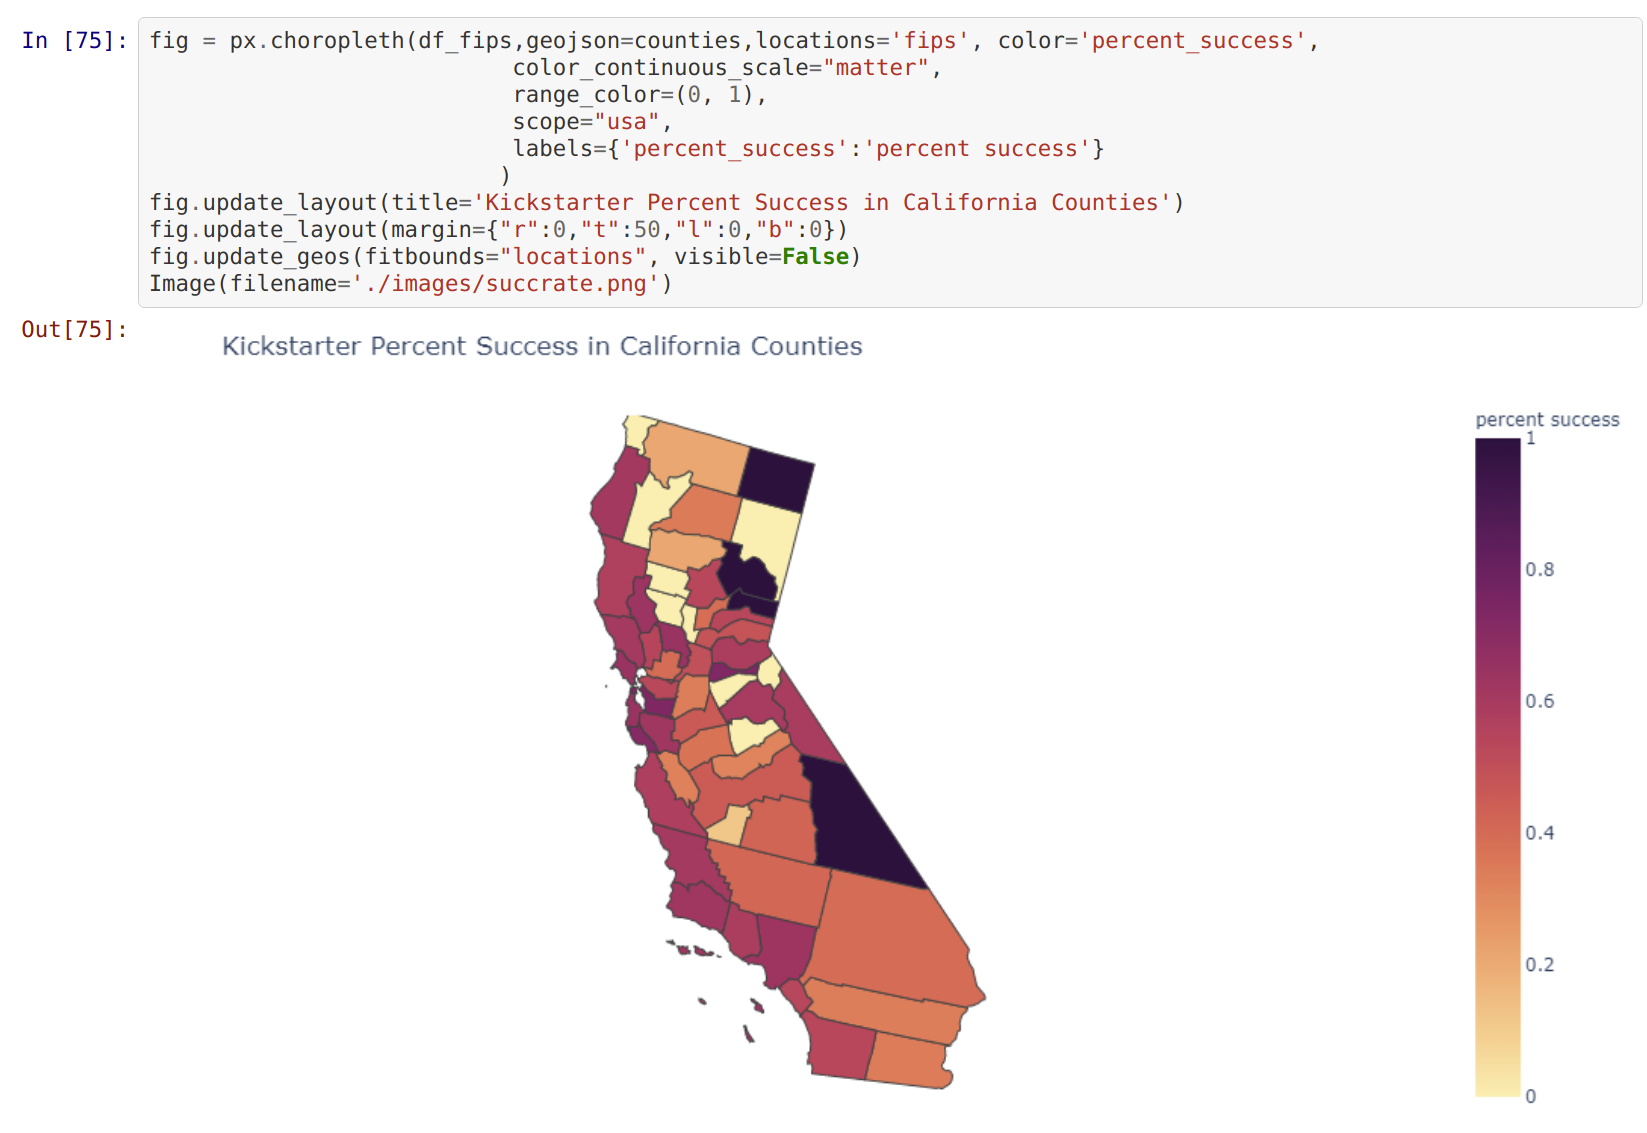 In [75]: fig = px.choropleth(df_fips,geojson=counties,locations='fips', color='percent_success',
color_continuous_scale="matter",
range_color=(0, 1),
scope="usa",
labels={'percent_success':'percent success'}
)
fig.update_layout(title='Kickstarter Percent Success in California Counties')
fig.update_layout(margin={"r":0,"t":50,"l":0,"b":0})
fig.update_geos(fitbounds="locations", visible=False)
Image(filename='./images/succrate.png')
Out[75]:
Kickstarter Percent Success in California Counties
percent success
1
0.8
0.6
0.4
0.2
0